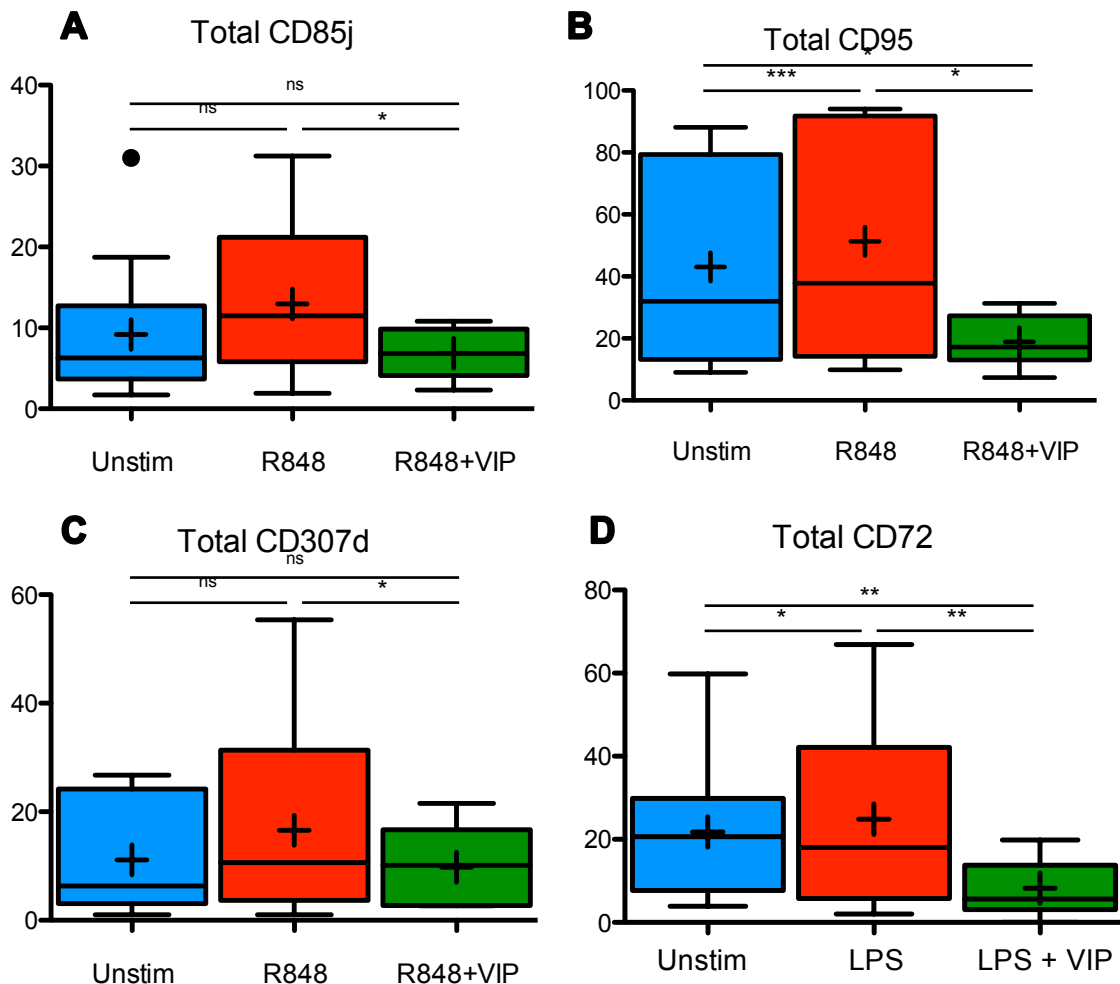 A
Total CD85j
ns
ns
*
40
30
20
10
0
Unstim
R848
R848+VIP
B
Total CD95
*
***
*
100
80
60
40
20
0
Unstim
R848
R848+VIP
C
Total CD307d
ns
ns
*
60
40
20
0
Unstim
R848
R848+VIP
D
Total CD72
**
*
**
80
60
40
20
0
Unstim
LPS
LPS + VIP